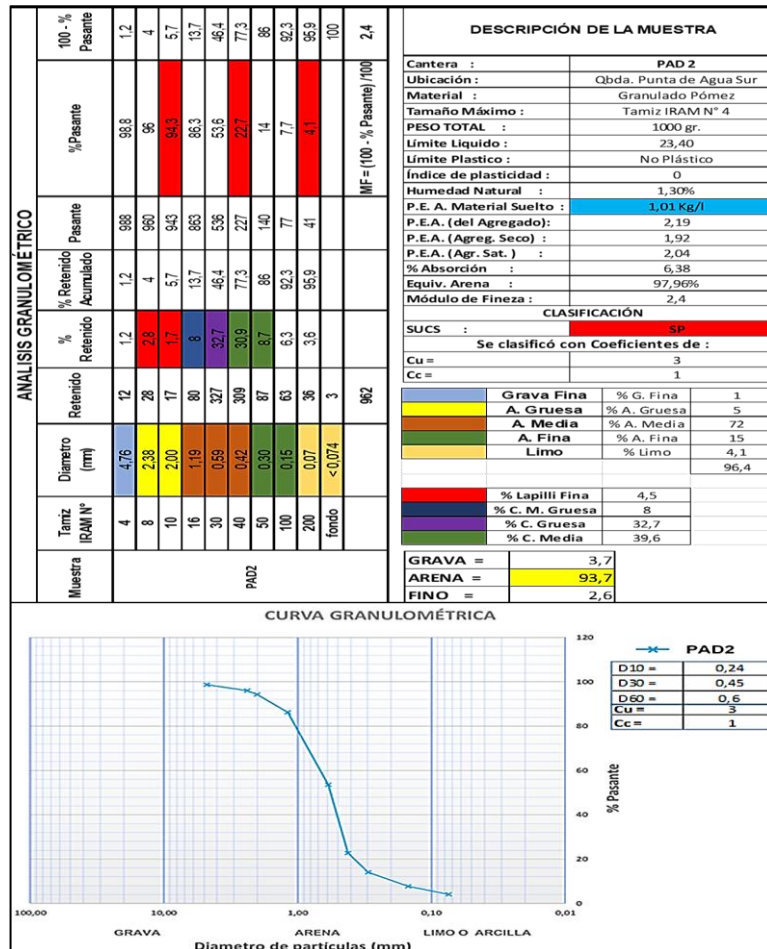 ANALISIS GRANULOMÉTRICO
Muestra | Tamiz IRAM N° | Diametro (mm) | Retenido | % Retenido | % Retenido Acumulado | Pasante | %Pasante | 100 - % Pasante
PAD2
4 | 4,76 | 12 | 1,2 | 1,2 | 988 | 98,8 | 1,2
8 | 2,38 | 28 | 2,8 | 4 | 960 | 96 | 4
10 | 2,00 | 17 | 1,7 | 5,7 | 943 | 94,3 | 5,7
16 | 1,19 | 80 | 8 | 13,7 | 863 | 86,3 | 13,7
30 | 0,59 | 327 | 32,7 | 46,4 | 536 | 53,6 | 46,4
40 | 0,42 | 309 | 30,9 | 77,3 | 227 | 22,7 | 77,3
50 | 0,30 | 87 | 8,7 | 86 | 140 | 14 | 86
100 | 0,15 | 63 | 6,3 | 92,3 | 77 | 7,7 | 92,3
200 | 0,07 | 36 | 3,6 | 95,9 | 41 | 4,1 | 95,9
fondo | < 0,074 | 3 | 100
962 | MF = (100 - % Pasante) /100 | 2,4
DESCRIPCIÓN DE LA MUESTRA
Cantera : PAD 2
Ubicación : Qbda. Punta de Agua Sur
Material : Granulado Pómez
Tamaño Máximo : Tamiz IRAM N° 4
PESO TOTAL : 1000 gr.
Límite Liquido : 23,40
Límite Plastico : No Plástico
Índice de plasticidad : 0
Humedad Natural : 1,30%
P.E. A. Material Suelto : 1,01 Kg/l
P.E.A. (del Agregado): 2,19
P.E.A. (Agreg. Seco) : 1,92
P.E.A. (Agr. Sat. ) : 2,04
% Absorción : 6,38
Equiv. Arena : 97,96%
Módulo de Fineza : 2,4
CLASIFICACIÓN
SUCS : SP
Se clasificó con Coeficientes de :
Cu = 3
Cc = 1
Grava Fina | % G. Fina | 1
A. Gruesa | % A. Gruesa | 5
A. Media | % A. Media | 72
A. Fina | % A. Fina | 15
Limo | % Limo | 4,1
96,4
% Lapilli Fina | 4,5
% C. M. Gruesa | 8
% C. Gruesa | 32,7
% C. Media | 39,6
GRAVA = 3,7
ARENA = 93,7
FINO = 2,6
CURVA GRANULOMÉTRICA
120
100
80
60
40
20
0
% Pasante
100,00 10,00 1,00 0,10 0,01
GRAVA ARENA LIMO O ARCILLA
Diametro de partículas (mm)
PAD2
D10 = 0,24
D30 = 0,45
D60 = 0,6
Cu = 3
Cc = 1